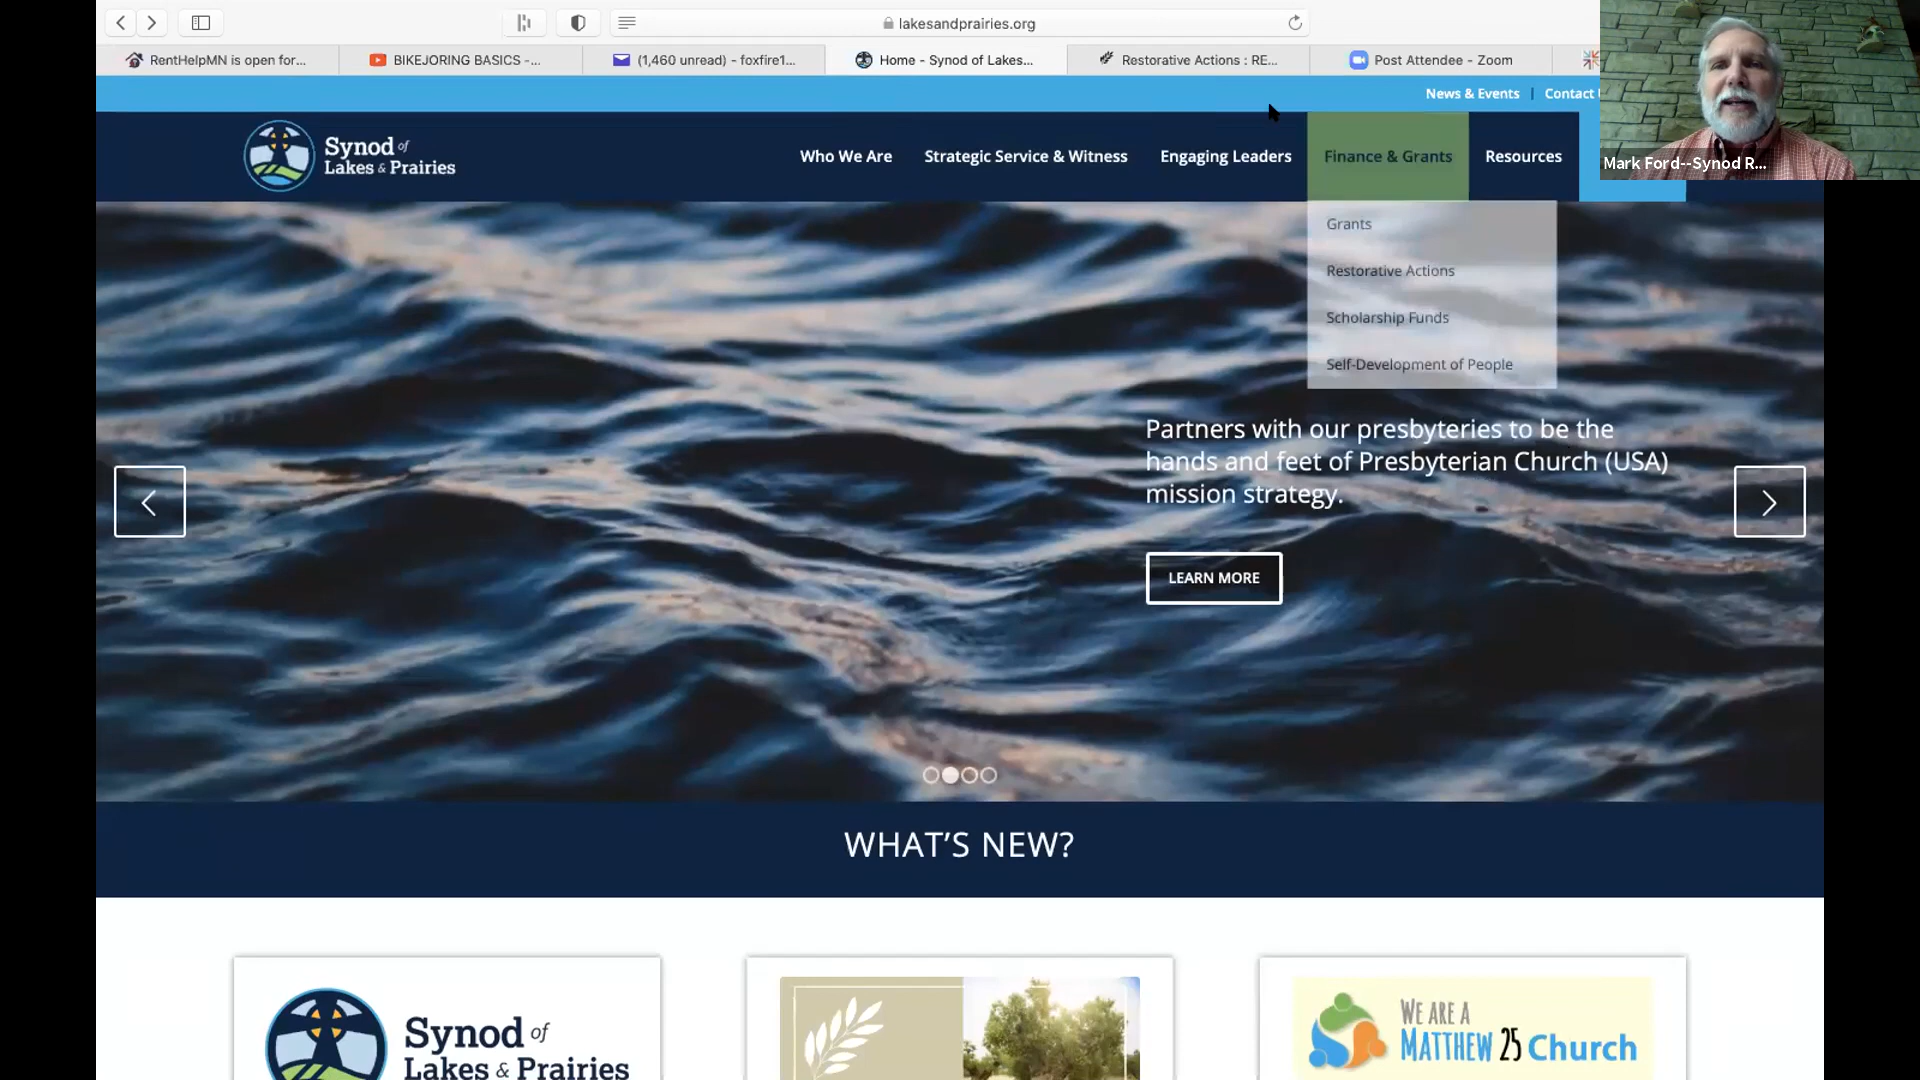 lakesandprairies.org
RentHelpMN is open for...
BIKEJORING BASICS -...
(1,460 unread) - foxfire1...
Home - Synod of Lakes...
Restorative Actions : RE...
Post Attendee - Zoom
News & Events | Contact
Synod of
Lakes & Prairies
Who We Are
Strategic Service & Witness
Engaging Leaders
Finance & Grants
Resources
Mark Ford--Synod R...
Grants
Restorative Actions
Scholarship Funds
Self-Development of People
Partners with our presbyteries to be the
hands and feet of Presbyterian Church (USA)
mission strategy.
LEARN MORE
WHAT'S NEW?
Synod of
Lakes & Prairies
WE ARE A
MATTHEW 25 Church